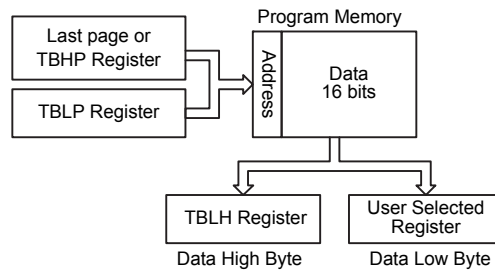 Program Memory
Last page or
TBHP Register
TBLP Register
Address
Data
16 bits
TBLH Register
User Selected
Register
Data High Byte
Data Low Byte